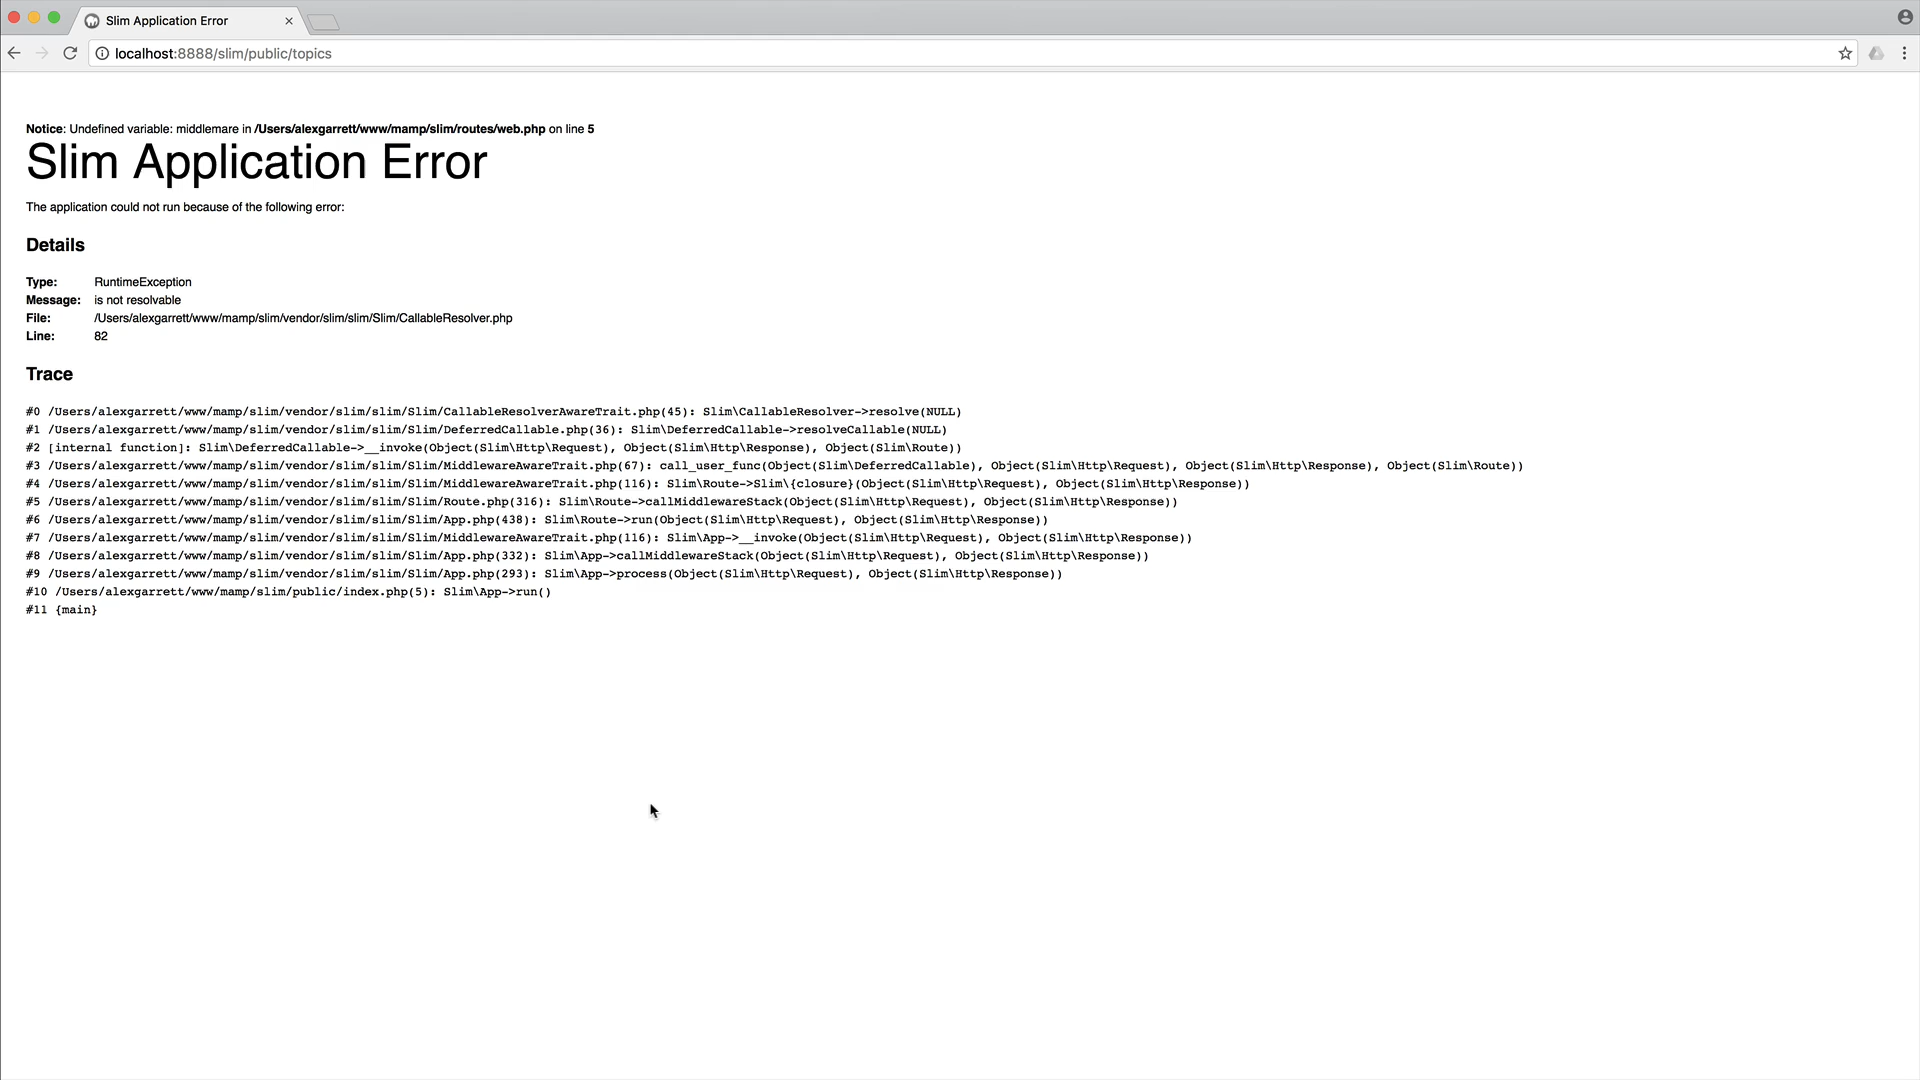 Slim Application Error
localhost:8888/slim/public/topics
Notice: Undefined variable: middlemare in /Users/alexgarrett/www/mamp/slim/routes/web.php on line 5
Slim Application Error
The application could not run because of the following error:
Details
Type: RuntimeException
Message: is not resolvable
File: /Users/alexgarrett/www/mamp/slim/vendor/slim/slim/Slim/CallableResolver.php
Line: 82
Trace
#0 /Users/alexgarrett/www/mamp/slim/vendor/slim/slim/Slim/CallableResolverAwareTrait.php(45): Slim\CallableResolver->resolve(NULL)
#1 /Users/alexgarrett/www/mamp/slim/vendor/slim/slim/Slim/DeferredCallable.php(36): Slim\DeferredCallable->resolveCallable(NULL)
#2 [internal function]: Slim\DeferredCallable->__invoke(Object(Slim\Http\Request), Object(Slim\Http\Response), Object(Slim\Route))
#3 /Users/alexgarrett/www/mamp/slim/vendor/slim/slim/Slim/MiddlewareAwareTrait.php(67): call_user_func(Object(Slim\DeferredCallable), Object(Slim\Http\Request), Object(Slim\Http\Response), Object(Slim\Route))
#4 /Users/alexgarrett/www/mamp/slim/vendor/slim/slim/Slim/MiddlewareAwareTrait.php(116): Slim\Route->Slim\{closure}(Object(Slim\Http\Request), Object(Slim\Http\Response))
#5 /Users/alexgarrett/www/mamp/slim/vendor/slim/slim/Slim/Route.php(316): Slim\Route->callMiddlewareStack(Object(Slim\Http\Request), Object(Slim\Http\Response))
#6 /Users/alexgarrett/www/mamp/slim/vendor/slim/slim/Slim/App.php(438): Slim\Route->run(Object(Slim\Http\Request), Object(Slim\Http\Response))
#7 /Users/alexgarrett/www/mamp/slim/vendor/slim/slim/Slim/MiddlewareAwareTrait.php(116): Slim\App->__invoke(Object(Slim\Http\Request), Object(Slim\Http\Response))
#8 /Users/alexgarrett/www/mamp/slim/vendor/slim/slim/Slim/App.php(332): Slim\App->callMiddlewareStack(Object(Slim\Http\Request), Object(Slim\Http\Response))
#9 /Users/alexgarrett/www/mamp/slim/vendor/slim/slim/Slim/App.php(293): Slim\App->process(Object(Slim\Http\Request), Object(Slim\Http\Response))
#10 /Users/alexgarrett/www/mamp/slim/public/index.php(5): Slim\App->run()
#11 {main}